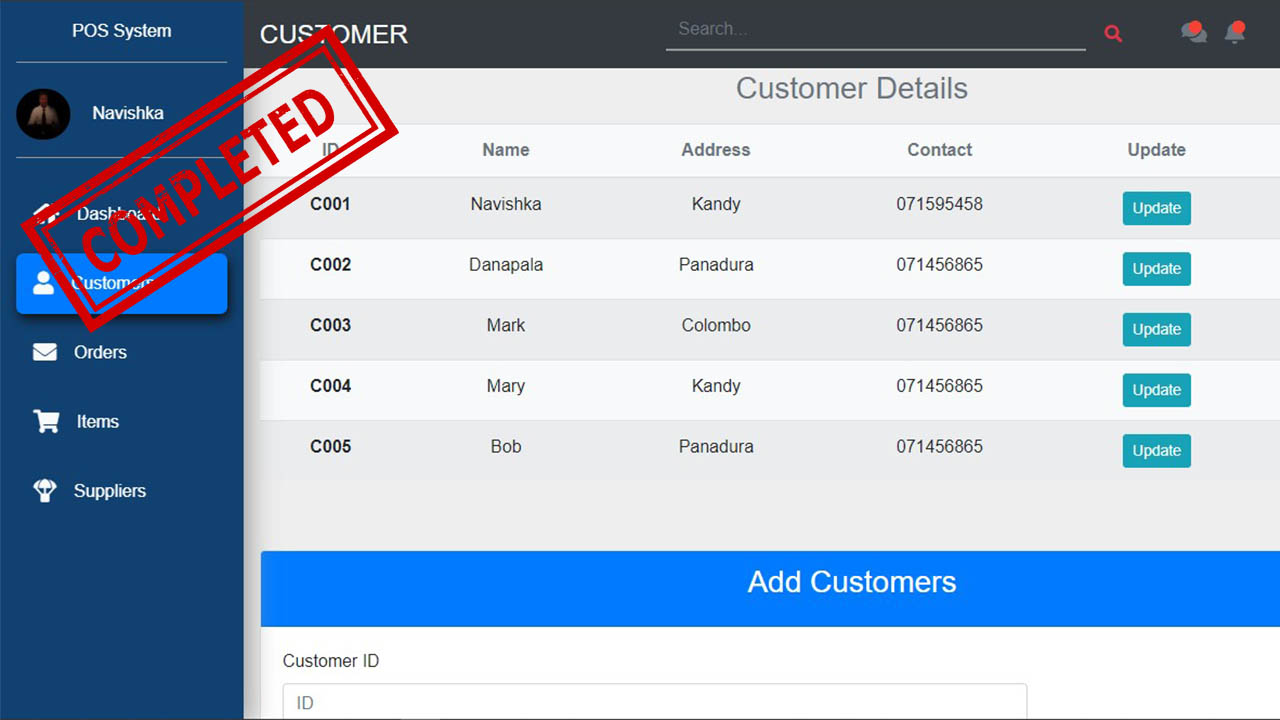 POS System
CUSTOMER
Search...
Navishka
Dashboard
Customers
Orders
Items
Suppliers
COMPLETED
Customer Details
ID Name Address Contact Update
C001 Navishka Kandy 071595458 Update
C002 Danapala Panadura 071456865 Update
C003 Mark Colombo 071456865 Update
C004 Mary Kandy 071456865 Update
C005 Bob Panadura 071456865 Update
Add Customers
Customer ID
ID